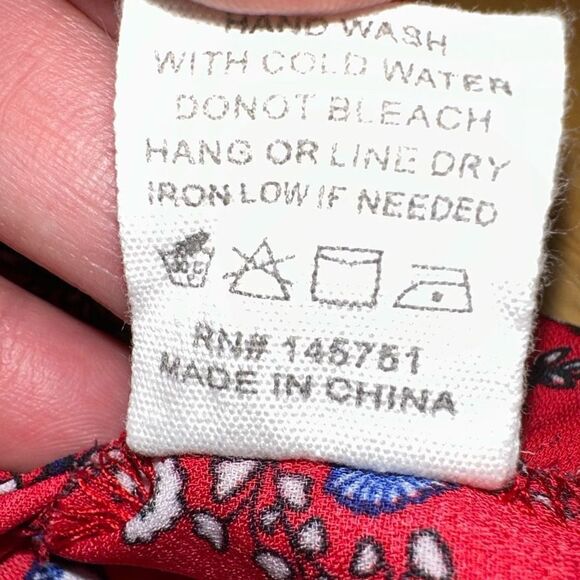 HAND WASH
WITH COLD WATER
DONOT BLEACH
HANG OR LINE DRY
IRON LOW IF NEEDED
RN# 145751
MADE IN CHINA